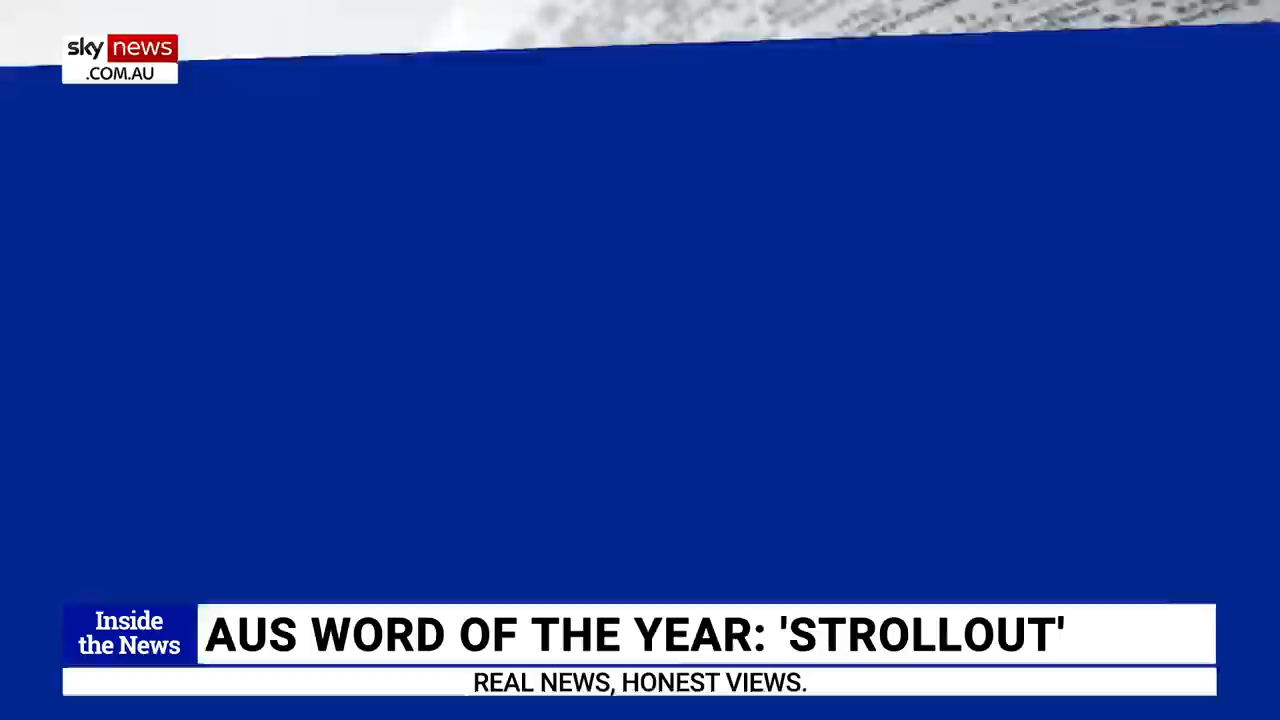 sky news
.COM.AU
Inside
the News
AUS WORD OF THE YEAR: 'STROLLOUT'
REAL NEWS, HONEST VIEWS.